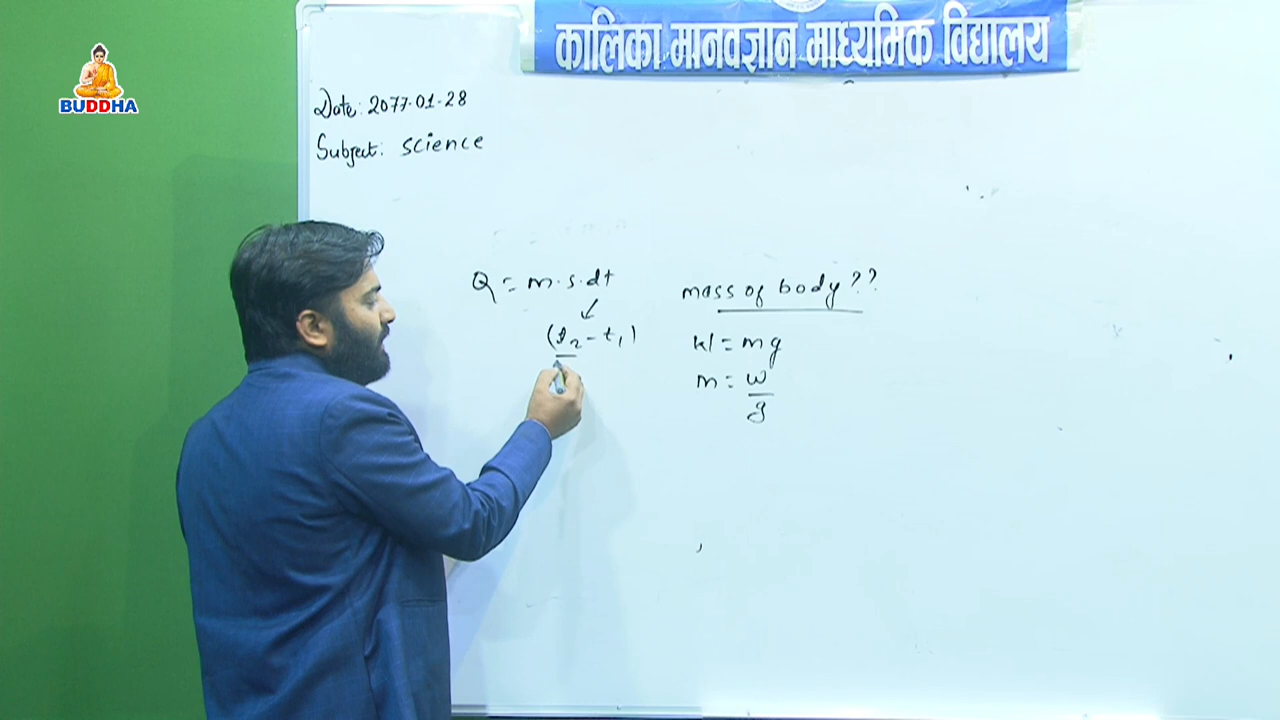 BUDDHA
कालिका मानवज्ञान माध्यमिक विद्यालय
Date: 2077-01-28
Subject: science
Q = m.s.dt
(t₂ - t₁)
mass of body ??
W = mg
m = w/g